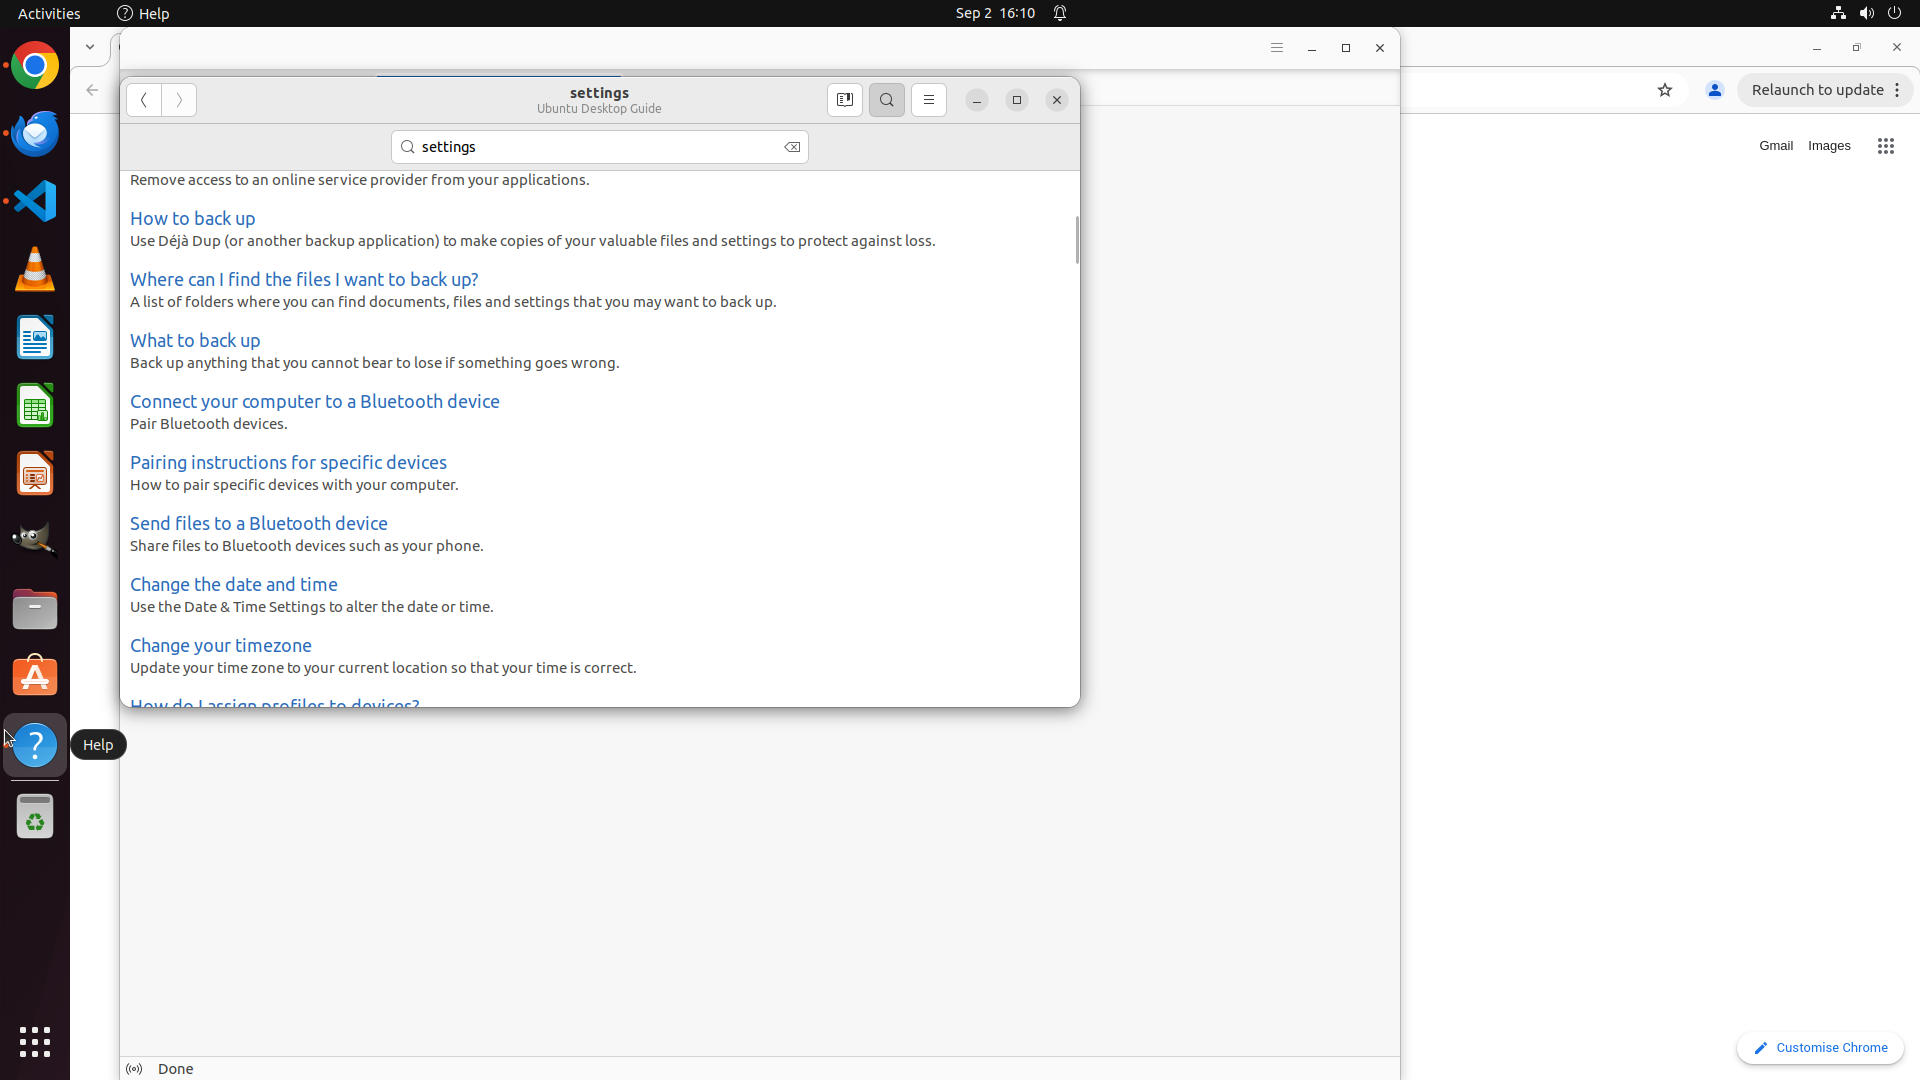 Activities
Help
Sep 2 16:10
settings
Ubuntu Desktop Guide
Relaunch to update
settings
Gmail
Images
Remove access to an online service provider from your applications.
How to back up
Use Déjà Dup (or another backup application) to make copies of your valuable files and settings to protect against loss.
Where can I find the files I want to back up?
A list of folders where you can find documents, files and settings that you may want to back up.
What to back up
Back up anything that you cannot bear to lose if something goes wrong.
Connect your computer to a Bluetooth device
Pair Bluetooth devices.
Pairing instructions for specific devices
How to pair specific devices with your computer.
Send files to a Bluetooth device
Share files to Bluetooth devices such as your phone.
Change the date and time
Use the Date & Time Settings to alter the date or time.
Change your timezone
Update your time zone to your current location so that your time is correct.
How do I assign profiles to devices?
Help
Customise Chrome
Done